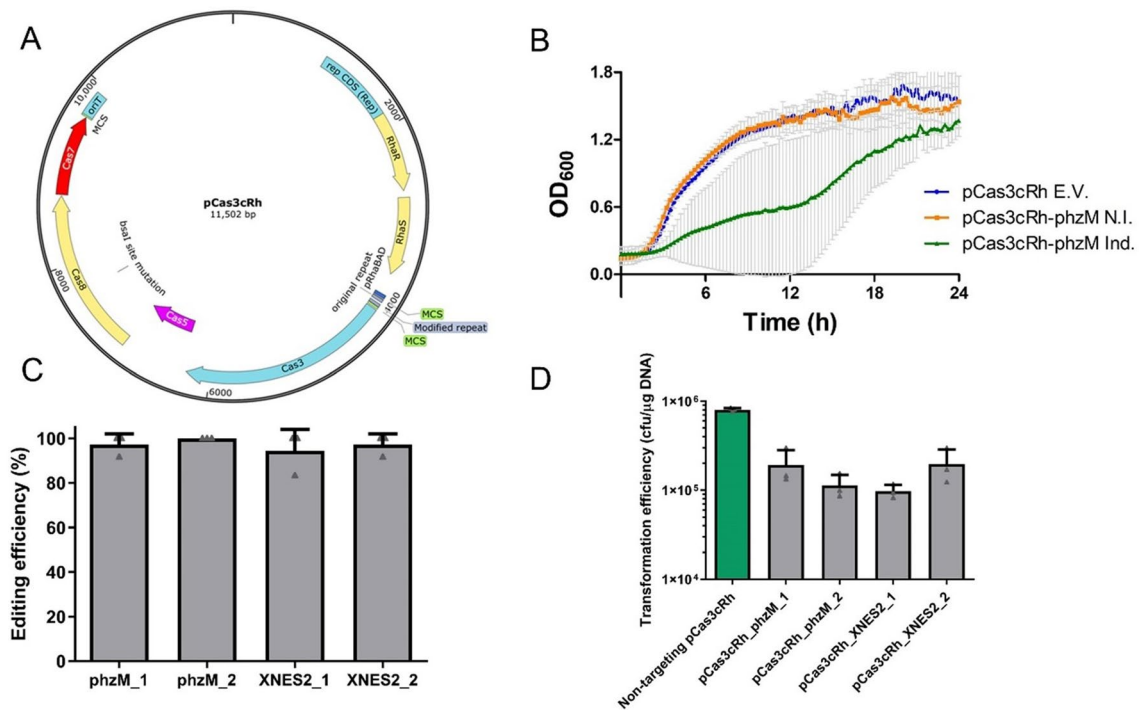 A
10,000
oriT
MCS
Cas7
rep CDS (Rep)
2000
RhaR
pCas3cRh
11,502 bp
RhaS
bsaI site mutation
original repeat
pRhaBAD
4000
8000
Cas8
Cas5
MCS
Modified repeat
MCS
Cas3
6000
B
OD600
1.8
1.2
0.6
0.0
6
12
18
24
Time (h)
pCas3cRh E.V.
pCas3cRh-phzM N.I.
pCas3cRh-phzM Ind.
C
Editing efficiency (%)
100
80
60
40
20
0
phzM_1
phzM_2
XNES2_1
XNES2_2
D
Transformation efficiency (cfu/µg DNA)
1×10⁶
1×10⁵
1×10⁴
Non-targeting pCas3cRh
pCas3cRh_phzM_1
pCas3cRh_phzM_2
pCas3cRh_XNES2_1
pCas3cRh_XNES2_2